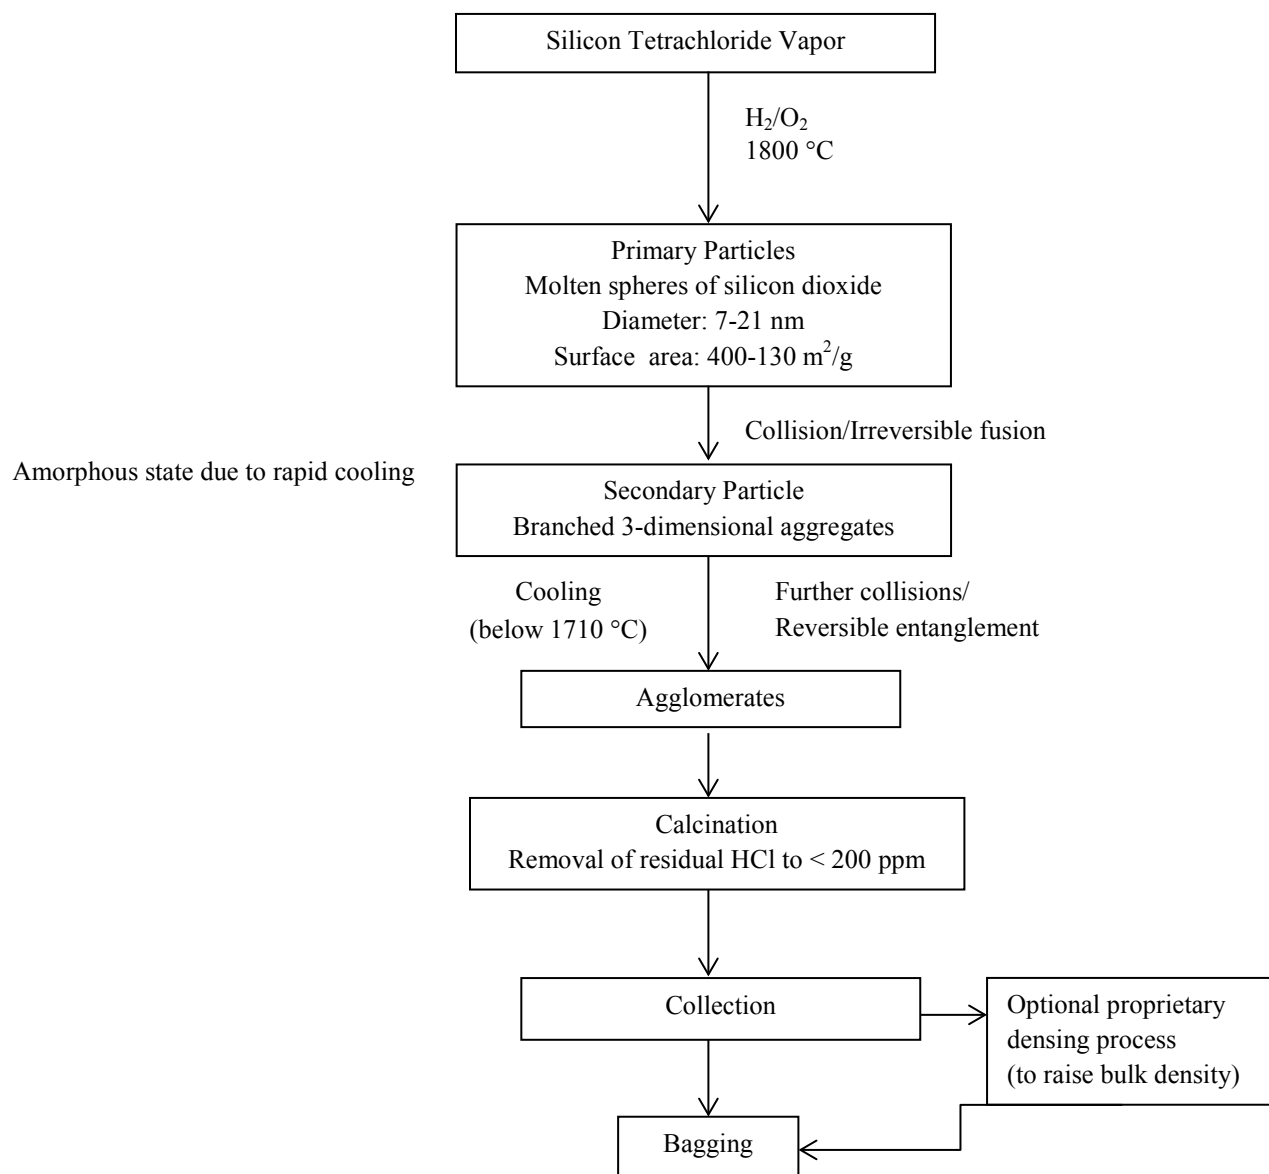 Silicon Tetrachloride Vapor
H₂/O₂
1800 °C
Primary Particles
Molten spheres of silicon dioxide
Diameter: 7-21 nm
Surface area: 400-130 m²/g
Collision/Irreversible fusion
Amorphous state due to rapid cooling
Secondary Particle
Branched 3-dimensional aggregates
Cooling
(below 1710 °C)
Further collisions/
Reversible entanglement
Agglomerates
Calcination
Removal of residual HCl to < 200 ppm
Collection
Optional proprietary
densing process
(to raise bulk density)
Bagging